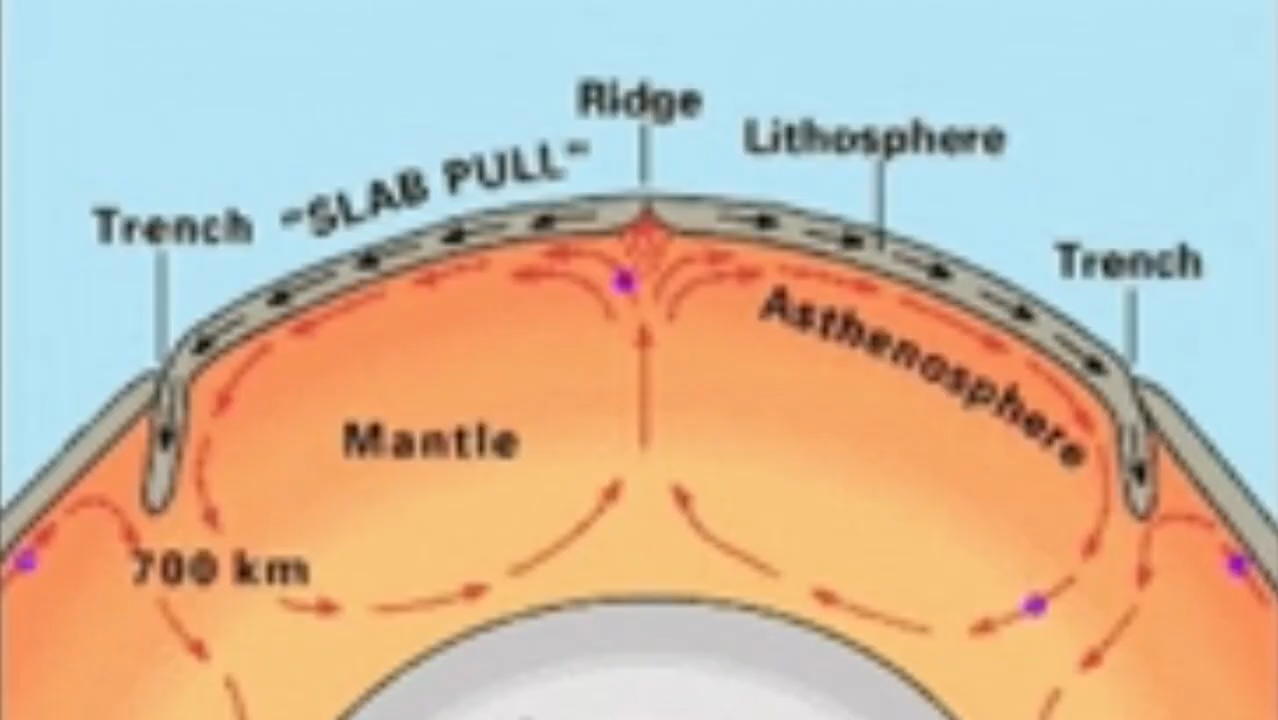 Ridge
Lithosphere
"SLAB PULL"
Trench
Trench
Asthenosphere
Mantle
700 km